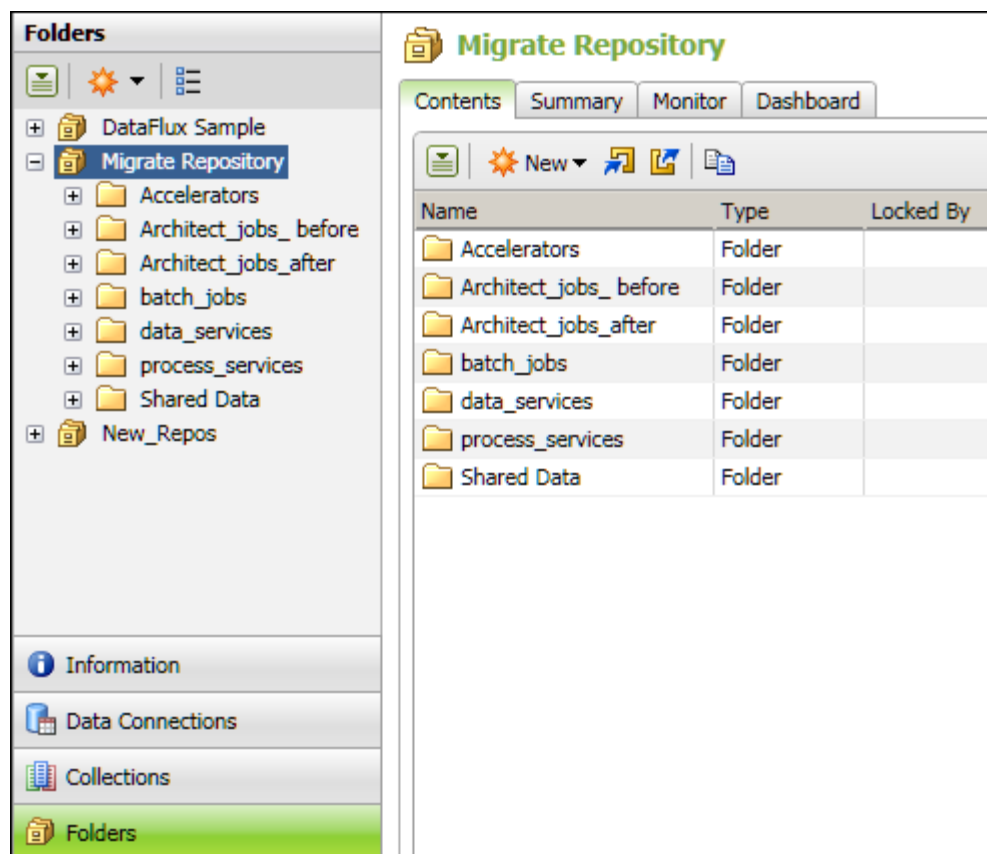 Folders
DataFlux Sample
Migrate Repository
Accelerators
Architect_jobs_ before
Architect_jobs_after
batch_jobs
data_services
process_services
Shared Data
New_Repos
Information
Data Connections
Collections
Folders
Migrate Repository
Contents Summary Monitor Dashboard
New
Name Type Locked By
Accelerators Folder
Architect_jobs_ before Folder
Architect_jobs_after Folder
batch_jobs Folder
data_services Folder
process_services Folder
Shared Data Folder